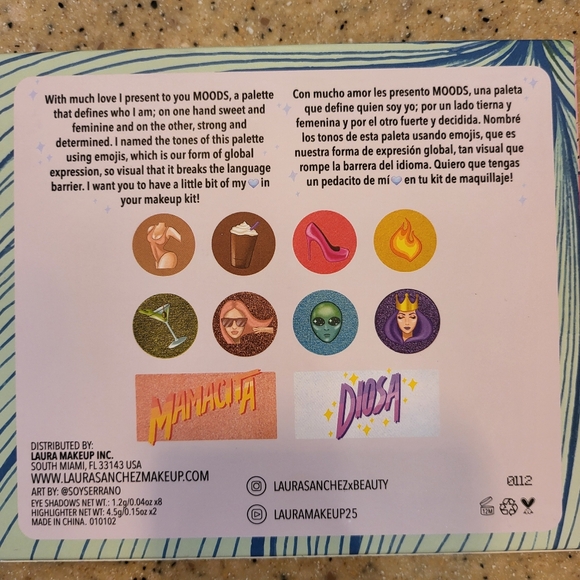 With much love I present to you MOODS, a palette
that defines who I am; on one hand sweet and
feminine and on the other, strong and
determined. I named the tones of this palette
using emojis, which is our form of global
expression, so visual that it breaks the language
barrier. I want you to have a little bit of my in
your makeup kit!
Con mucho amor les presento MOODS, una paleta
que define quien soy yo; por un lado tierna y
femenina y por el otro fuerte y decidida. Nombré
los tonos de esta paleta usando emojis, que es
nuestra forma de expresión global, tan visual que
rompe la barrera del idioma. Quiero que tengas
un pedacito de mí en tu kit de maquillaje!
MAMACITA
DIOSA
DISTRIBUTED BY:
LAURA MAKEUP INC.
SOUTH MIAMI, FL 33143 USA
WWW.LAURASANCHEZMAKEUP.COM
ART BY: @SOYSERRANO
EYE SHADOWS NET WT.: 1.2g/0.04oz x8
HIGHLIGHTER NET WT.: 4.5g/0.15oz x2
MADE IN CHINA. 010102
LAURASANCHEZxBEAUTY
LAURAMAKEUP25
0112
12M